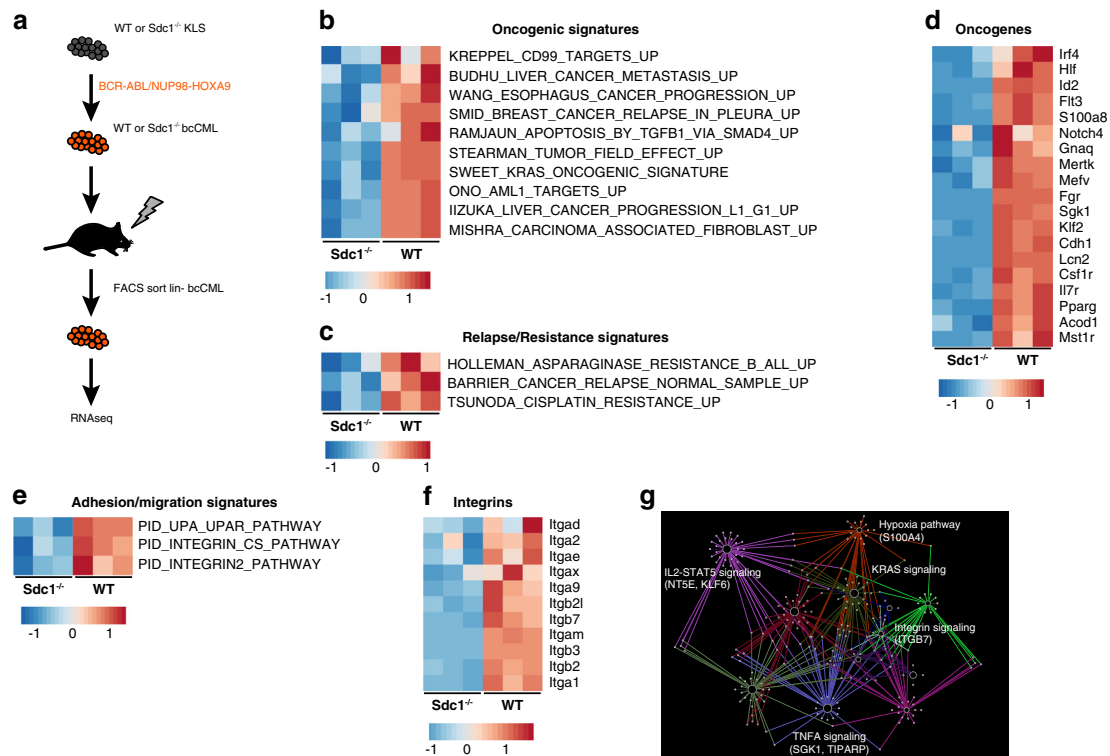 a
WT or Sdc1-/- KLS
BCR-ABL/NUP98-HOXA9
WT or Sdc1-/- bcCML
FACS sort lin- bcCML
RNAseq
b
Oncogenic signatures
KREPPEL_CD99_TARGETS_UP
BUDHU_LIVER_CANCER_METASTASIS_UP
WANG_ESOPHAGUS_CANCER_PROGRESSION_UP
SMID_BREAST_CANCER_RELAPSE_IN_PLEURA_UP
RAMJAUN_APOPTOSIS_BY_TGFB1_VIA_SMAD4_UP
STEARMAN_TUMOR_FIELD_EFFECT_UP
SWEET_KRAS_ONCOGENIC_SIGNATURE
ONO_AML1_TARGETS_UP
IIZUKA_LIVER_CANCER_PROGRESSION_L1_G1_UP
MISHRA_CARCINOMA_ASSOCIATED_FIBROBLAST_UP
Sdc1-/- WT
-1 0 1
c
Relapse/Resistance signatures
HOLLEMAN_ASPARAGINASE_RESISTANCE_B_ALL_UP
BARRIER_CANCER_RELAPSE_NORMAL_SAMPLE_UP
TSUNODA_CISPLATIN_RESISTANCE_UP
Sdc1-/- WT
-1 0 1
d
Oncogenes
Irf4
Hlf
Id2
Flt3
S100a8
Notch4
Gnaq
Mertk
Mefv
Fgr
Sgk1
Klf2
Cdh1
Lcn2
Csf1r
Il7r
Pparg
Acod1
Mst1r
Sdc1-/- WT
-1 0 1
e
Adhesion/migration signatures
PID_UPA_UPAR_PATHWAY
PID_INTEGRIN_CS_PATHWAY
PID_INTEGRIN2_PATHWAY
Sdc1-/- WT
-1 0 1
f
Integrins
Itgad
Itga2
Itgae
Itgax
Itga9
Itgb2l
Itgb7
Itgam
Itgb3
Itgb2
Itga1
Sdc1-/- WT
-1 0 1
g
Hypoxia pathway
(S100A4)
KRAS signaling
IL2-STAT5 signaling
(NT5E, KLF6)
Integrin signaling
(ITGB7)
TNFA signaling
(SGK1, TIPARP)